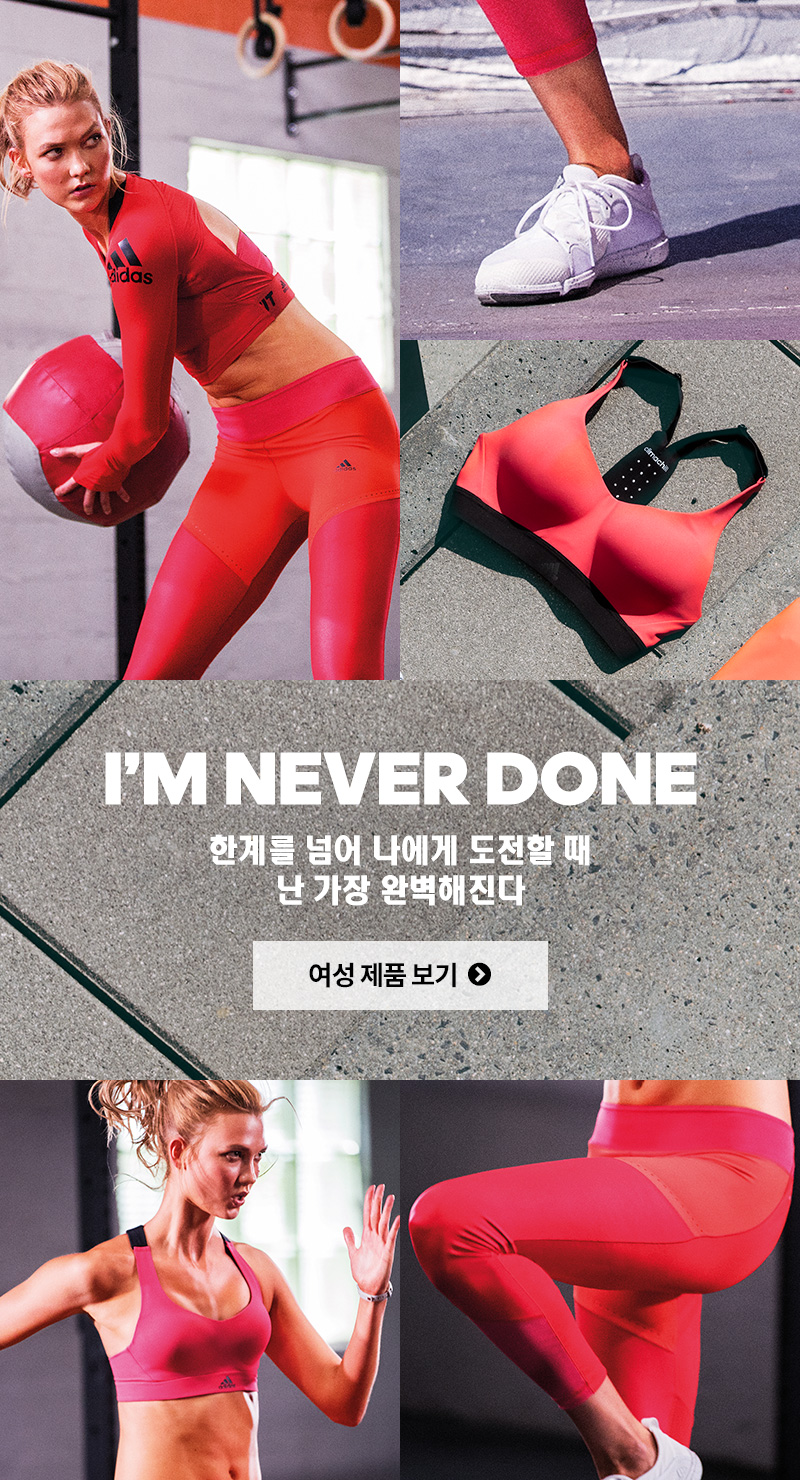 adidas
adidas
climachill
I'M NEVER DONE
한계를 넘어 나에게 도전할 때
난 가장 완벽해진다
여성 제품 보기